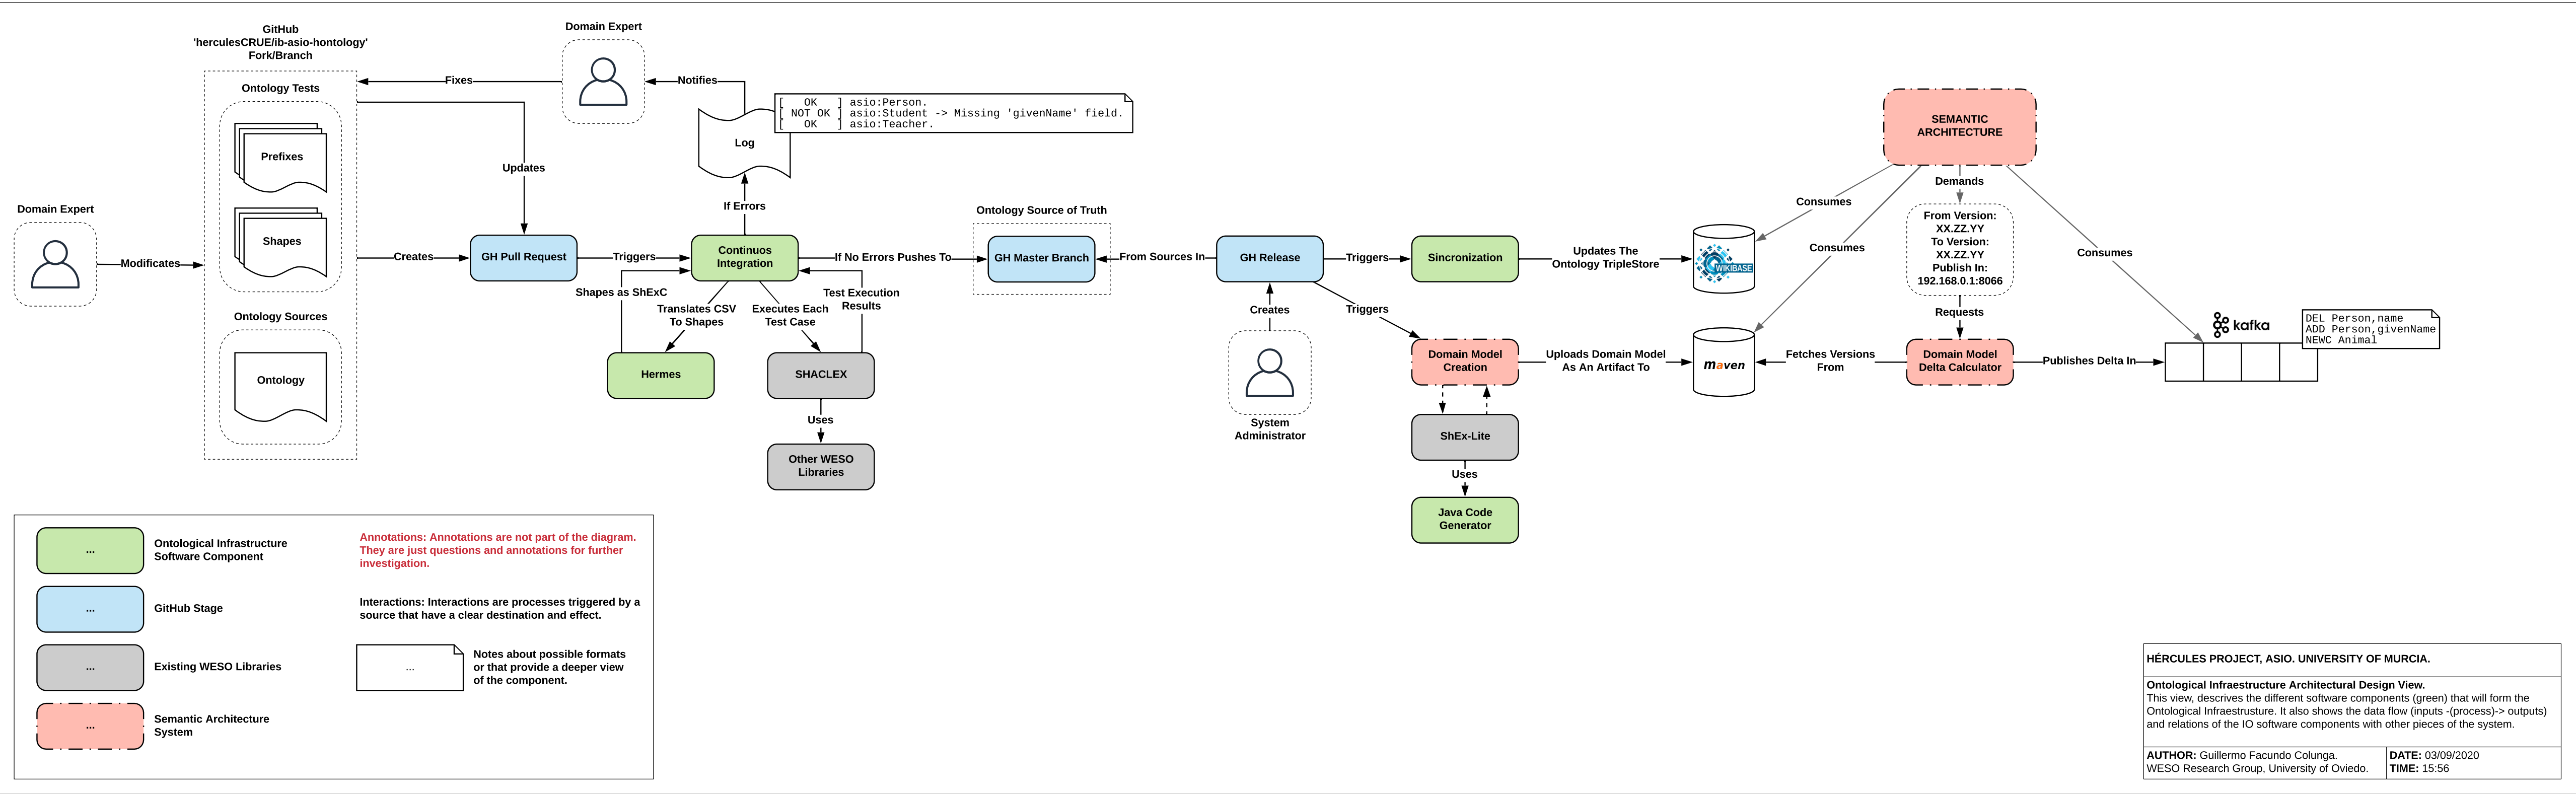 GitHub
'herculesCRUE/ib-asio-hontology'
Fork/Branch
Domain Expert
Ontology Tests
Fixes
Notifies
[   OK   ] asio:Person.
[ NOT OK ] asio:Student -> Missing 'givenName' field.
[   OK   ] asio:Teacher.
Log
Prefixes
Updates
If Errors
Shapes
Domain Expert
Modificates
Creates
GH Pull Request
Triggers
Continuos
Integration
If No Errors Pushes To
Ontology Source of Truth
GH Master Branch
From Sources In
GH Release
Triggers
Sincronization
Updates The
Ontology TripleStore
WIKIBASE
SEMANTIC
ARCHITECTURE
Consumes
Demands
Consumes
Consumes
From Version:
XX.ZZ.YY
To Version:
XX.ZZ.YY
Publish In:
192.168.0.1:8066
Requests
Shapes as ShExC
Translates CSV
To Shapes
Executes Each
Test Case
Test Execution
Results
Hermes
SHACLEX
Uses
Other WESO
Libraries
Ontology Sources
Ontology
Creates
System
Administrator
Triggers
Domain Model
Creation
Uploads Domain Model
As An Artifact To
maven
Fetches Versions
From
Domain Model
Delta Calculator
Publishes Delta In
kafka
DEL Person,name
ADD Person,givenName
NEWC Animal
ShEx-Lite
Uses
Java Code
Generator
...
Ontological Infrastructure
Software Component
...
GitHub Stage
...
Existing WESO Libraries
...
Semantic Architecture
System
Annotations: Annotations are not part of the diagram.
They are just questions and annotations for further
investigation.
Interactions: Interactions are processes triggered by a
source that have a clear destination and effect.
...
Notes about possible formats
or that provide a deeper view
of the component.
HÉRCULES PROJECT, ASIO. UNIVERSITY OF MURCIA.
Ontological Infraestructure Architectural Design View.
This view, descrives the different software components (green) that will form the
Ontological Infraestrusture. It also shows the data flow (inputs -(process)-> outputs)
and relations of the IO software components with other pieces of the system.
AUTHOR: Guillermo Facundo Colunga.
WESO Research Group, University of Oviedo.
DATE: 03/09/2020
TIME: 15:56